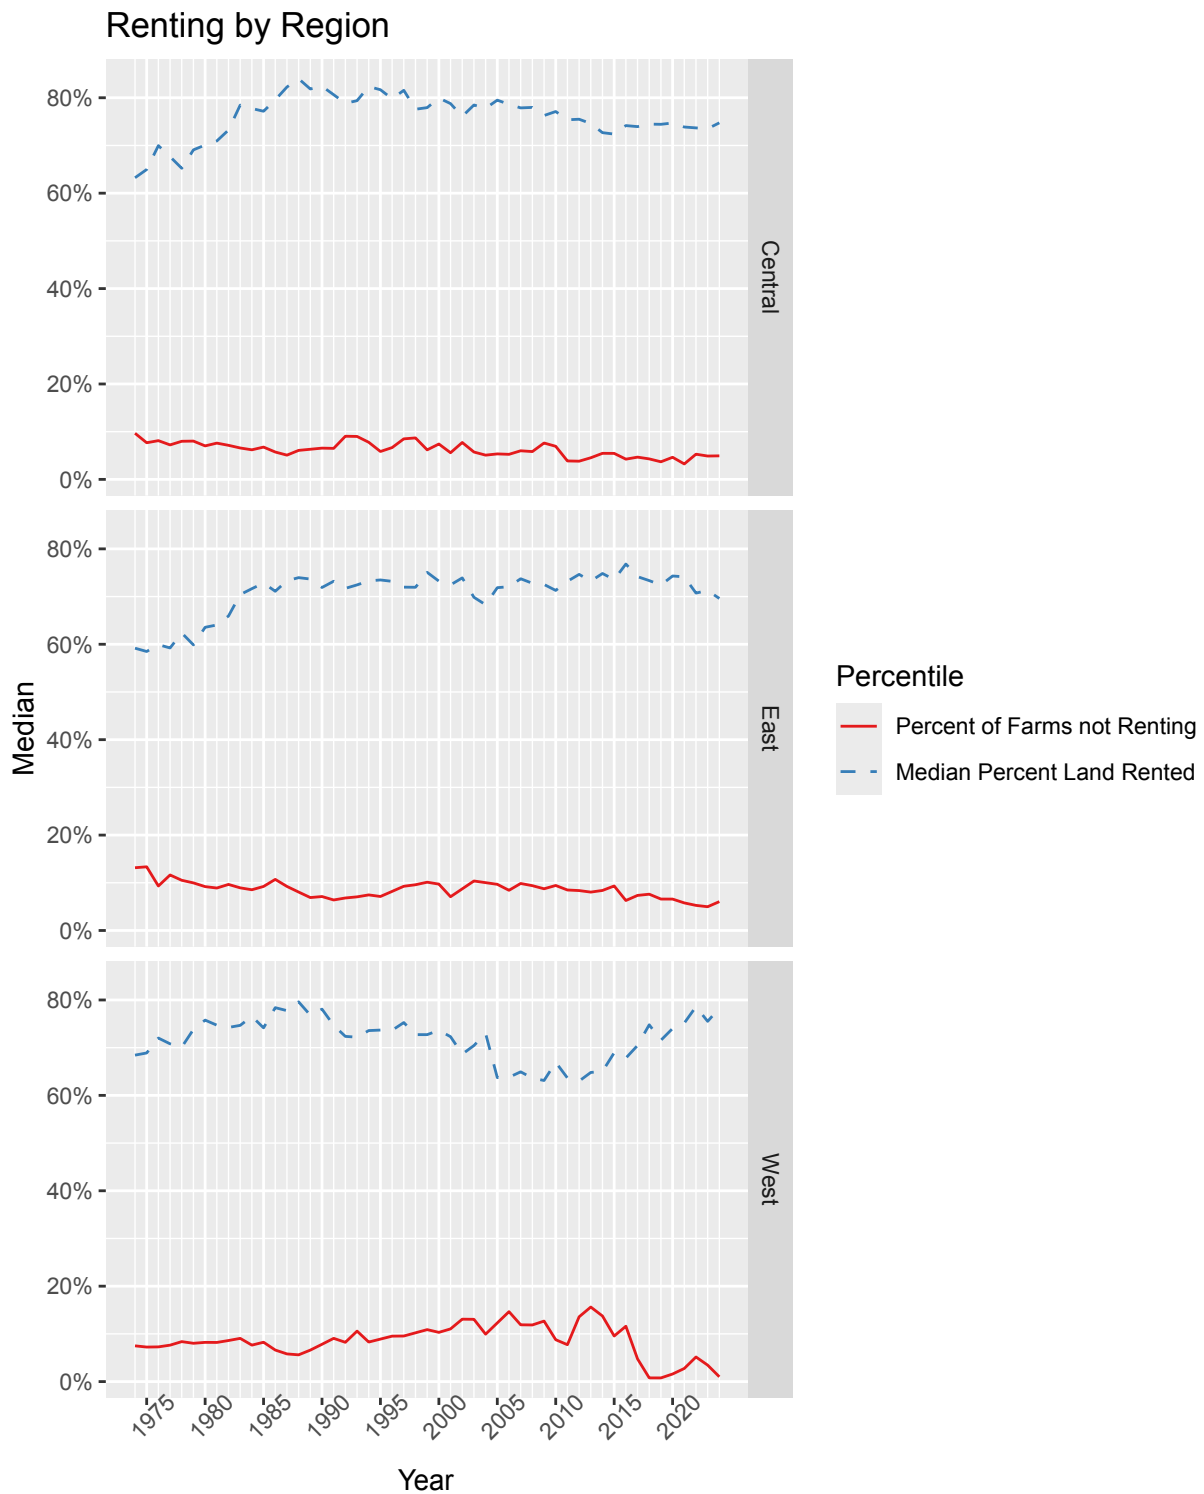 Renting by Region
80%
60%
40%
20%
0%
Central
80%
60%
40%
20%
0%
East
80%
60%
40%
20%
0%
West
Median
1975 1980 1985 1990 1995 2000 2005 2010 2015 2020
Year
Percentile
Percent of Farms not Renting
Median Percent Land Rented